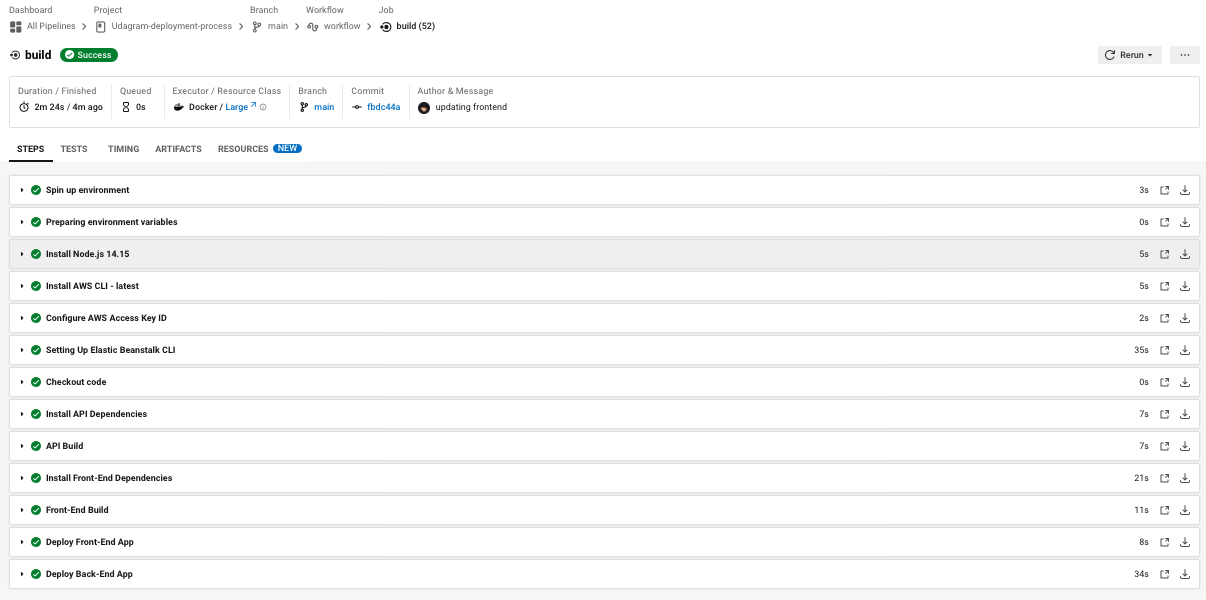 Dashboard Project Branch Workflow Job
All Pipelines Udagram-deployment-process main workflow build (52)
build Success Rerun ...
Duration / Finished Queued Executor / Resource Class Branch Commit Author & Message
2m 24s / 4m ago 0s Docker / Large main fbdc44a updating frontend
STEPS TESTS TIMING ARTIFACTS RESOURCES NEW
Spin up environment 3s
Preparing environment variables 0s
Install Node.js 14.15 5s
Install AWS CLI - latest 5s
Configure AWS Access Key ID 2s
Setting Up Elastic Beanstalk CLI 35s
Checkout code 0s
Install API Dependencies 7s
API Build 7s
Install Front-End Dependencies 21s
Front-End Build 11s
Deploy Front-End App 8s
Deploy Back-End App 34s